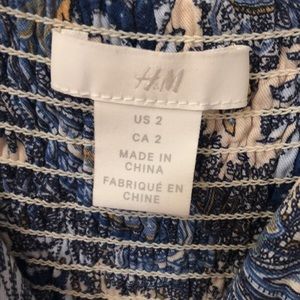 H&M
US 2
CA 2
MADE IN
CHINA
FABRIQUÉ EN
CHINE